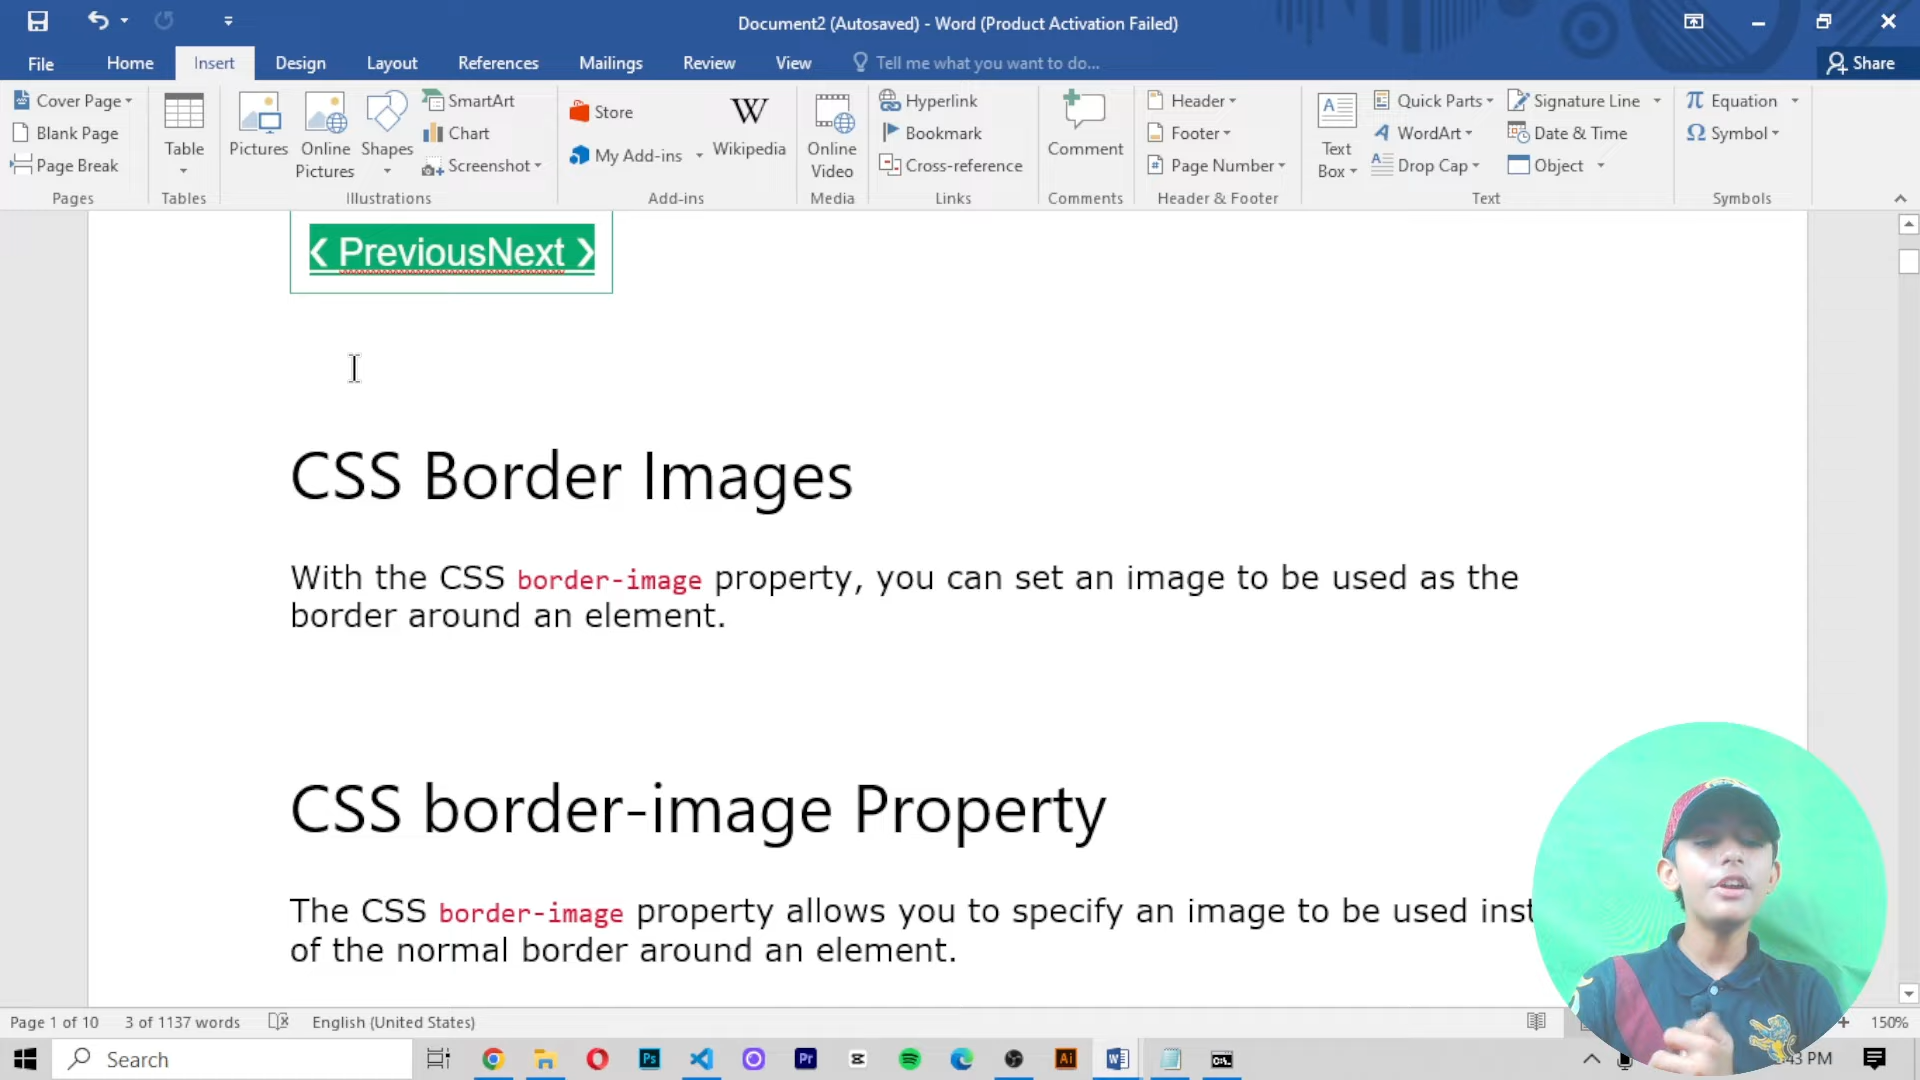 Document2 (Autosaved) - Word (Product Activation Failed)
File Home Insert Design Layout References Mailings Review View Tell me what you want to do... Share
Cover Page
Blank Page
Page Break
Pages
Table
Tables
Pictures
Online Pictures
Shapes
SmartArt
Chart
Screenshot
Illustrations
Store
My Add-ins
W
Wikipedia
Add-ins
Online Video
Media
Hyperlink
Bookmark
Cross-reference
Links
Comment
Comments
Header
Footer
Page Number
Header & Footer
A
Text Box
Quick Parts
WordArt
Drop Cap
Signature Line
Date & Time
Object
Text
π Equation
Ω Symbol
Symbols
❮ PreviousNext ❯
CSS Border Images
With the CSS border-image property, you can set an image to be used as the
border around an element.
CSS border-image Property
The CSS border-image property allows you to specify an image to be used inst
of the normal border around an element.
Page 1 of 10 3 of 1137 words English (United States) + 150%
Search Ps Pr Ai :43 PM